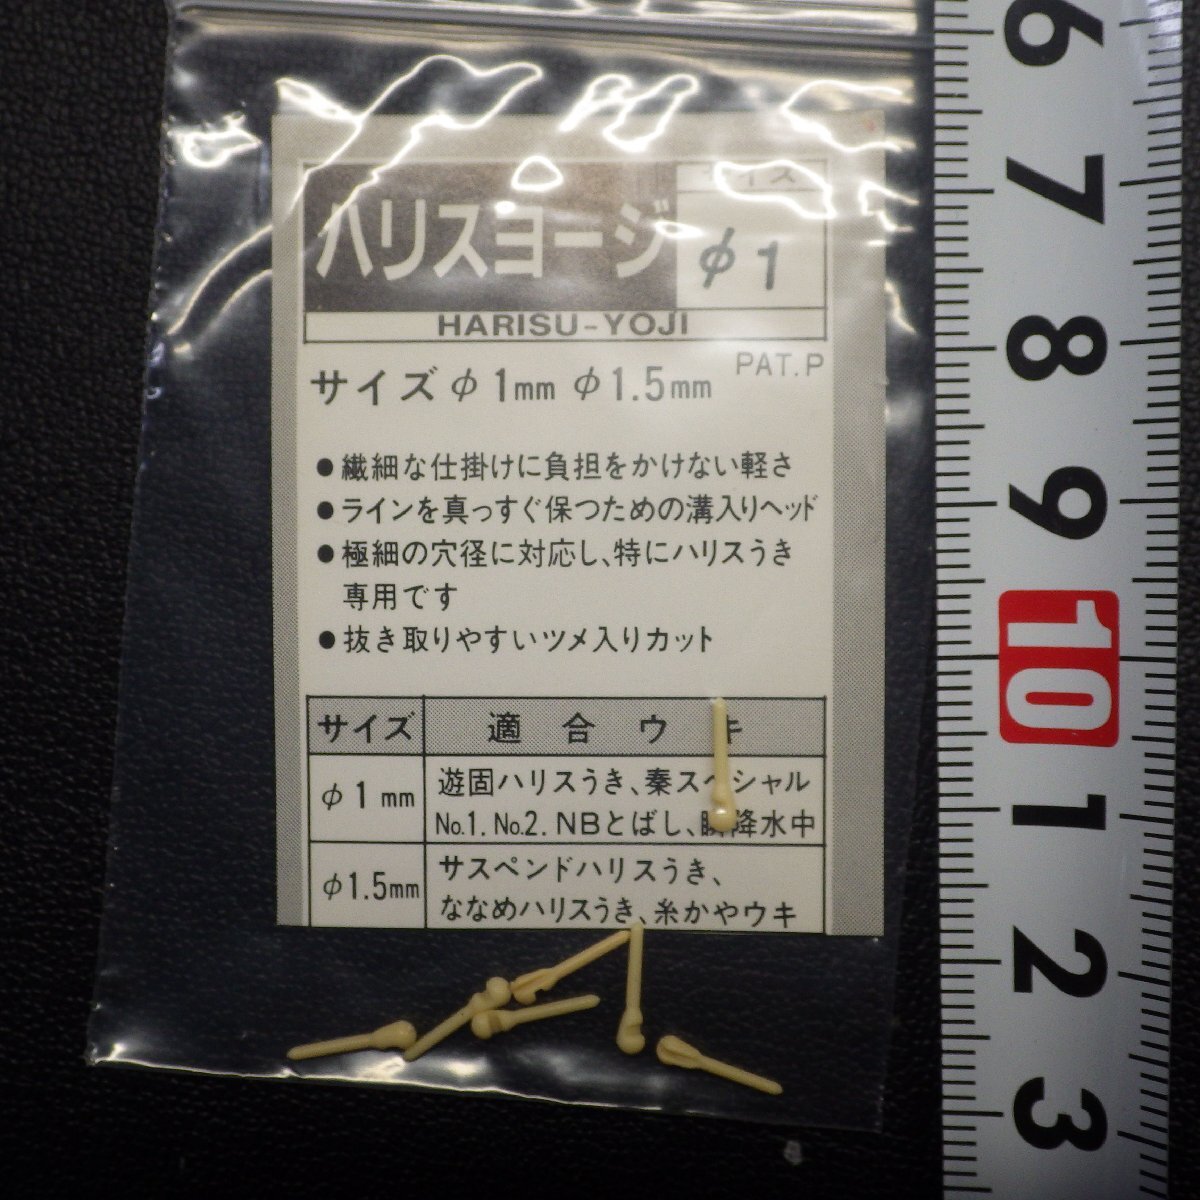 サイズ
ハリスヨージ
φ1
HARISU-YOJI
PAT.P
サイズ φ1mm φ1.5mm
●繊細な仕掛けに負担をかけない軽さ
●ラインを真っすぐ保つための溝入りヘッド
●極細の穴径に対応し、特にハリスうき
専用です
●抜き取りやすいツメ入りカット
サイズ 適合ウキ
φ1mm 遊固ハリスうき、秦スペシャル
No.1. No.2. NBとばし、瞬降水中
φ1.5mm サスペンドハリスうき、
ななめハリスうき、糸かやウキ
6
7
8
9
10
1
2
3